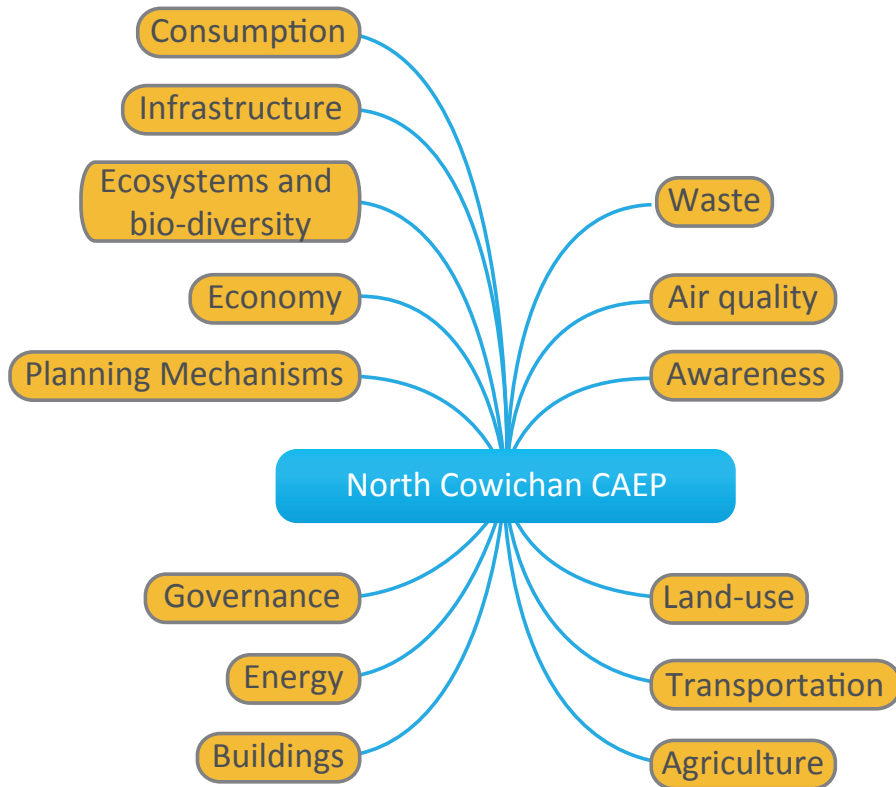 Consumption
Infrastructure
Ecosystems and
bio-diversity
Economy
Planning Mechanisms
Waste
Air quality
Awareness
North Cowichan CAEP
Governance
Energy
Buildings
Land-use
Transportation
Agriculture